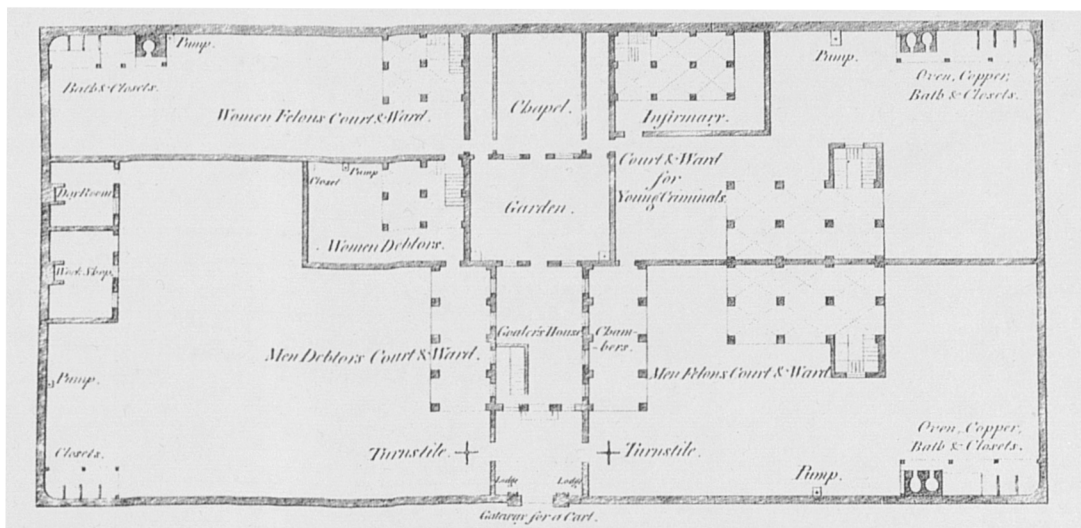 Pump.
Bath & Closets.
Women Felons Court & Ward.
Chapel.
Infirmary.
Pump.
Oven, Copper,
Bath & Closets.
Day Room
Closet
Pump
Women Debtors.
Garden.
Court & Ward
for
Young Criminals
Work Shop
Men Debtors Court & Ward.
Goaler's House
Cham-
-bers.
Men Felons Court & Ward
Pump.
Closets.
Turnstile.
Turnstile.
Oven, Copper,
Bath & Closets.
Pump.
Lodge
Lodge
Gateway for a Cart.